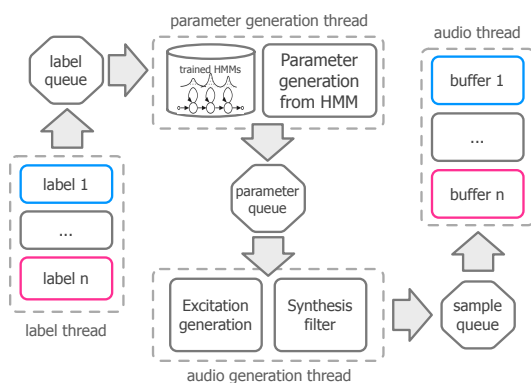 parameter generation thread
audio thread
label
queue
trained HMMs
Parameter
generation
from HMM
buffer 1
...
buffer n
label 1
...
label n
label thread
parameter
queue
Excitation
generation
Synthesis
filter
sample
queue
audio generation thread